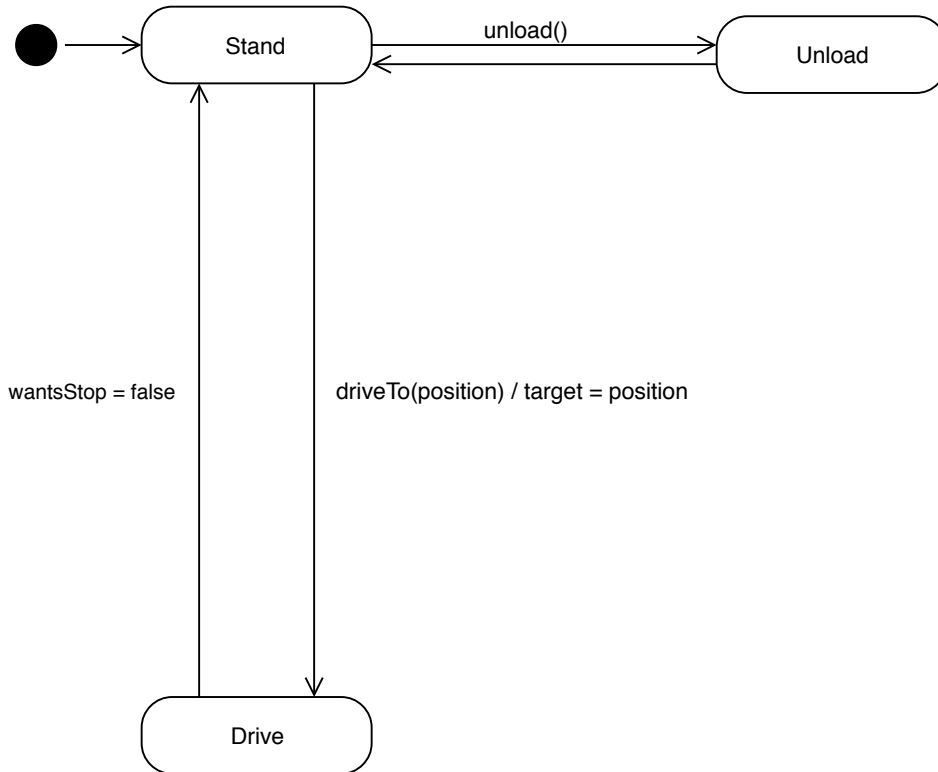 Stand
unload()
Unload
wantsStop = false
driveTo(position) / target = position
Drive